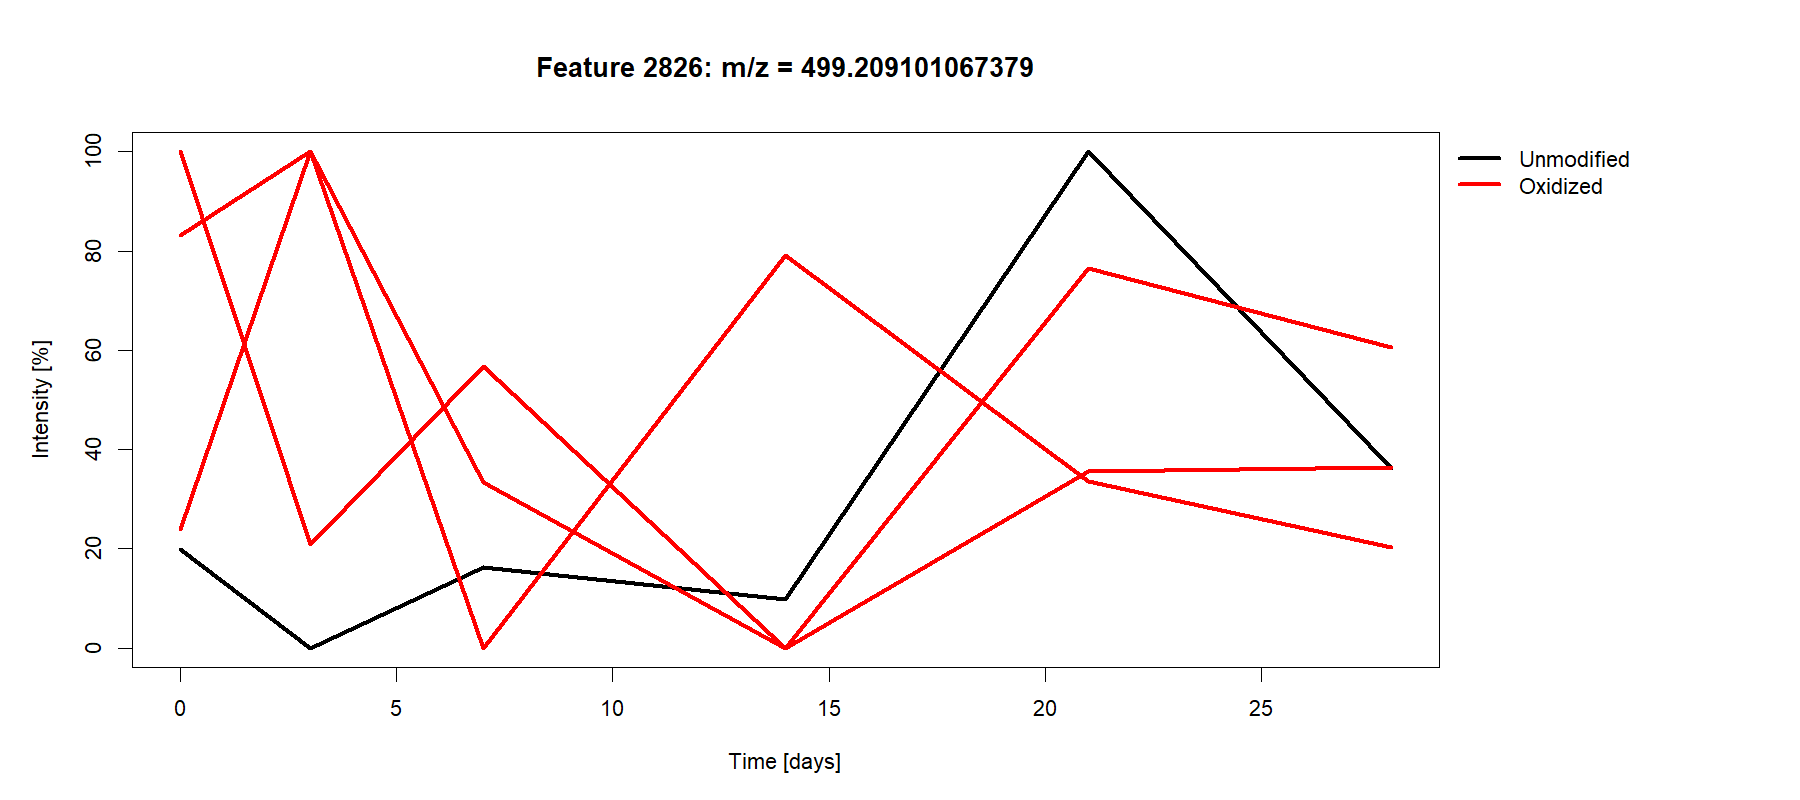 Feature 2826: m/z = 499.209101067379
Unmodified
Oxidized
Intensity [%]
100
80
60
40
20
0
0 5 10 15 20 25
Time [days]